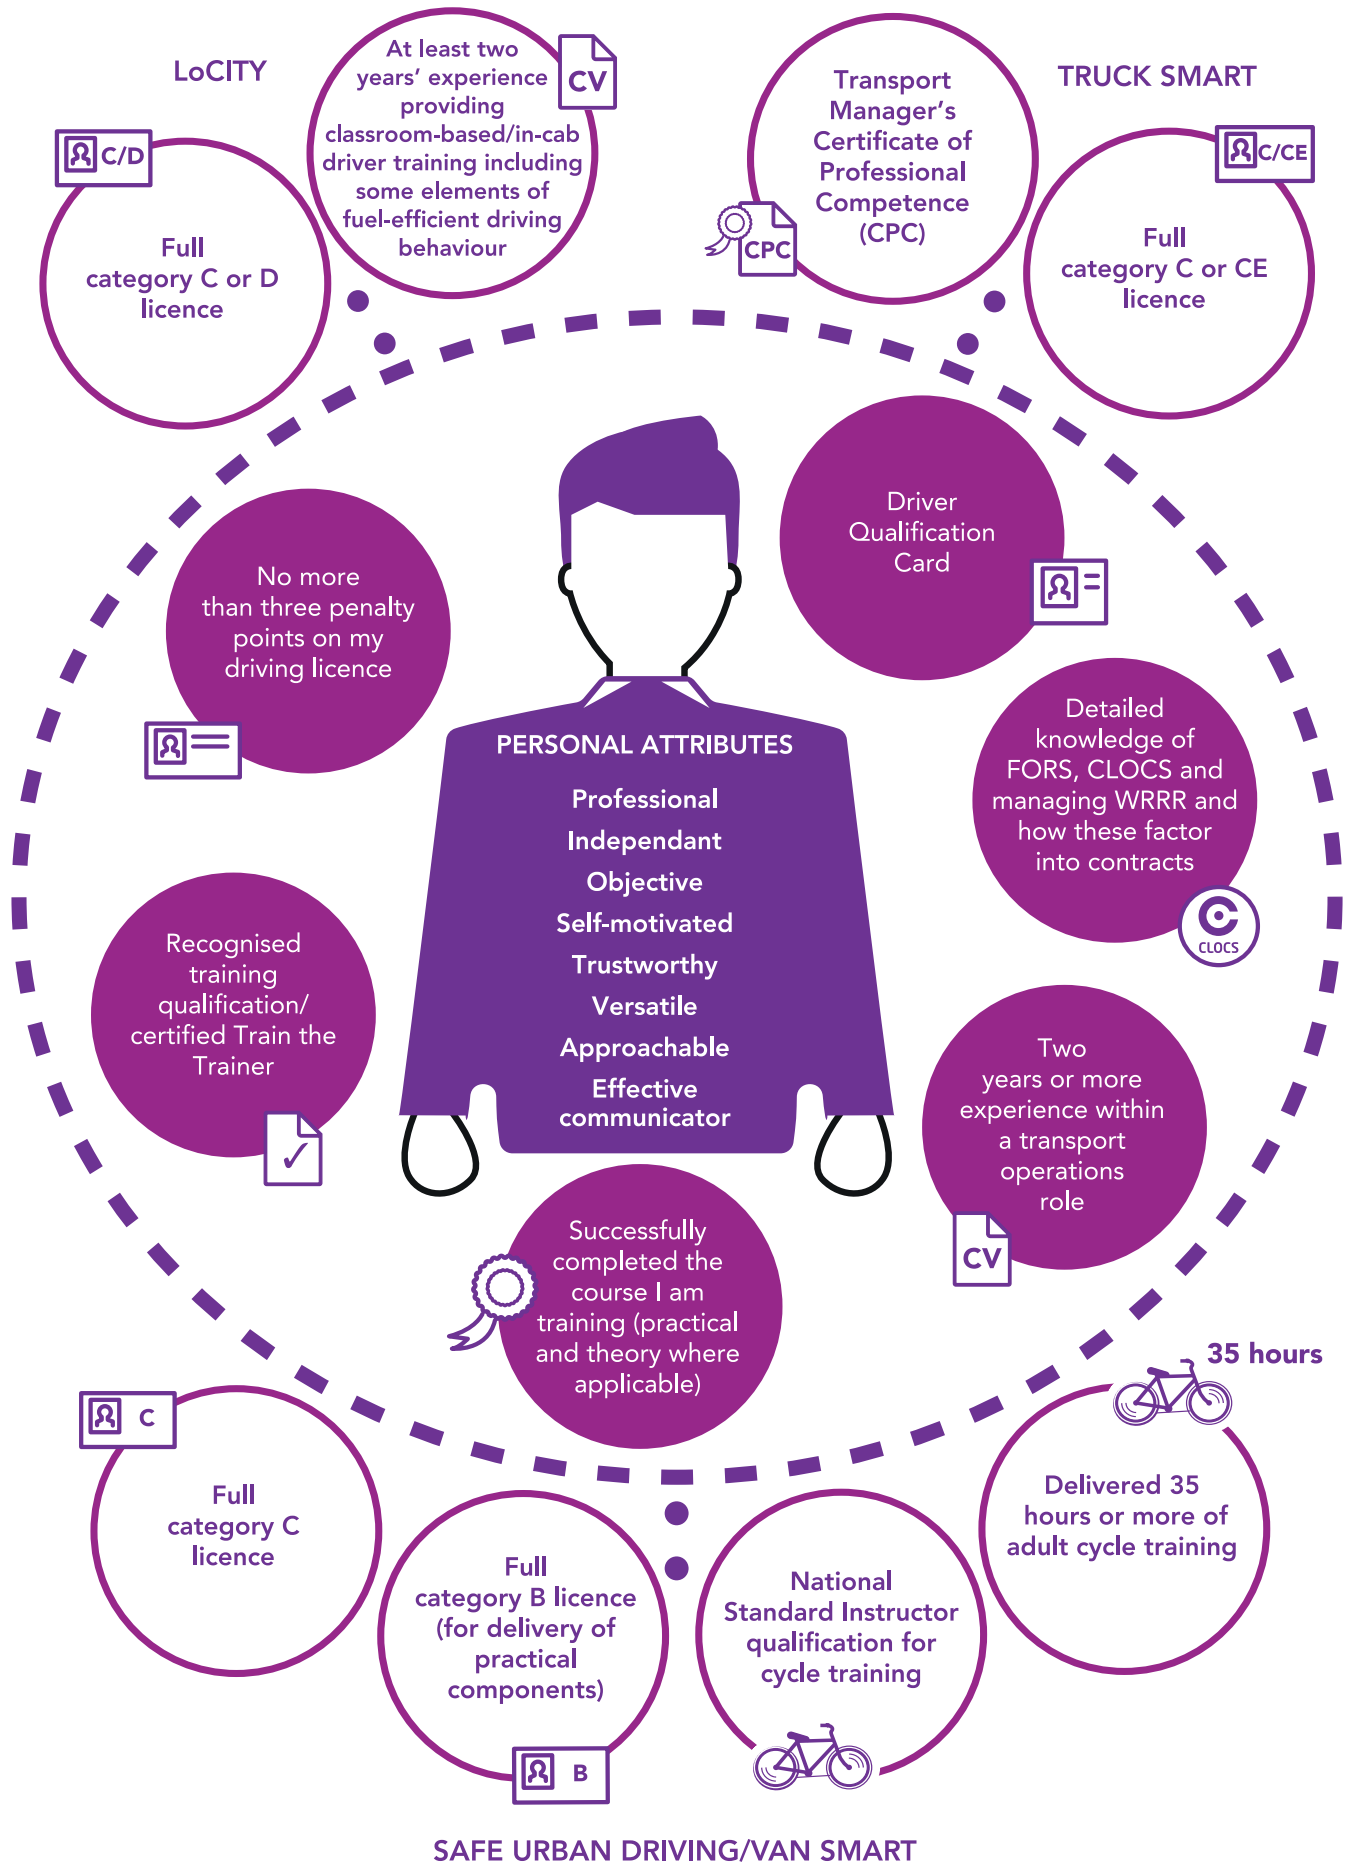 LoCITY
At least two
years’ experience
providing
classroom-based/in-cab
driver training including
some elements of
fuel-efficient driving
behaviour
CV
C/D
Full
category C or D
licence
TRUCK SMART
Transport
Manager’s
Certificate of
Professional
Competence
(CPC)
CPC
C/CE
Full
category C or CE
licence
Driver
Qualification
Card
No more
than three penalty
points on my
driving licence
Detailed
knowledge of
FORS, CLOCS and
managing WRRR and
how these factor
into contracts
CLOCS
PERSONAL ATTRIBUTES
Professional
Independant
Objective
Self-motivated
Trustworthy
Versatile
Approachable
Effective
communicator
Recognised
training
qualification/
certified Train the
Trainer
Two
years or more
experience within
a transport
operations
role
CV
Successfully
completed the
course I am
training (practical
and theory where
applicable)
C
Full
category C
licence
Full
category B licence
(for delivery of
practical
components)
B
National
Standard Instructor
qualification for
cycle training
35 hours
Delivered 35
hours or more of
adult cycle training
SAFE URBAN DRIVING/VAN SMART